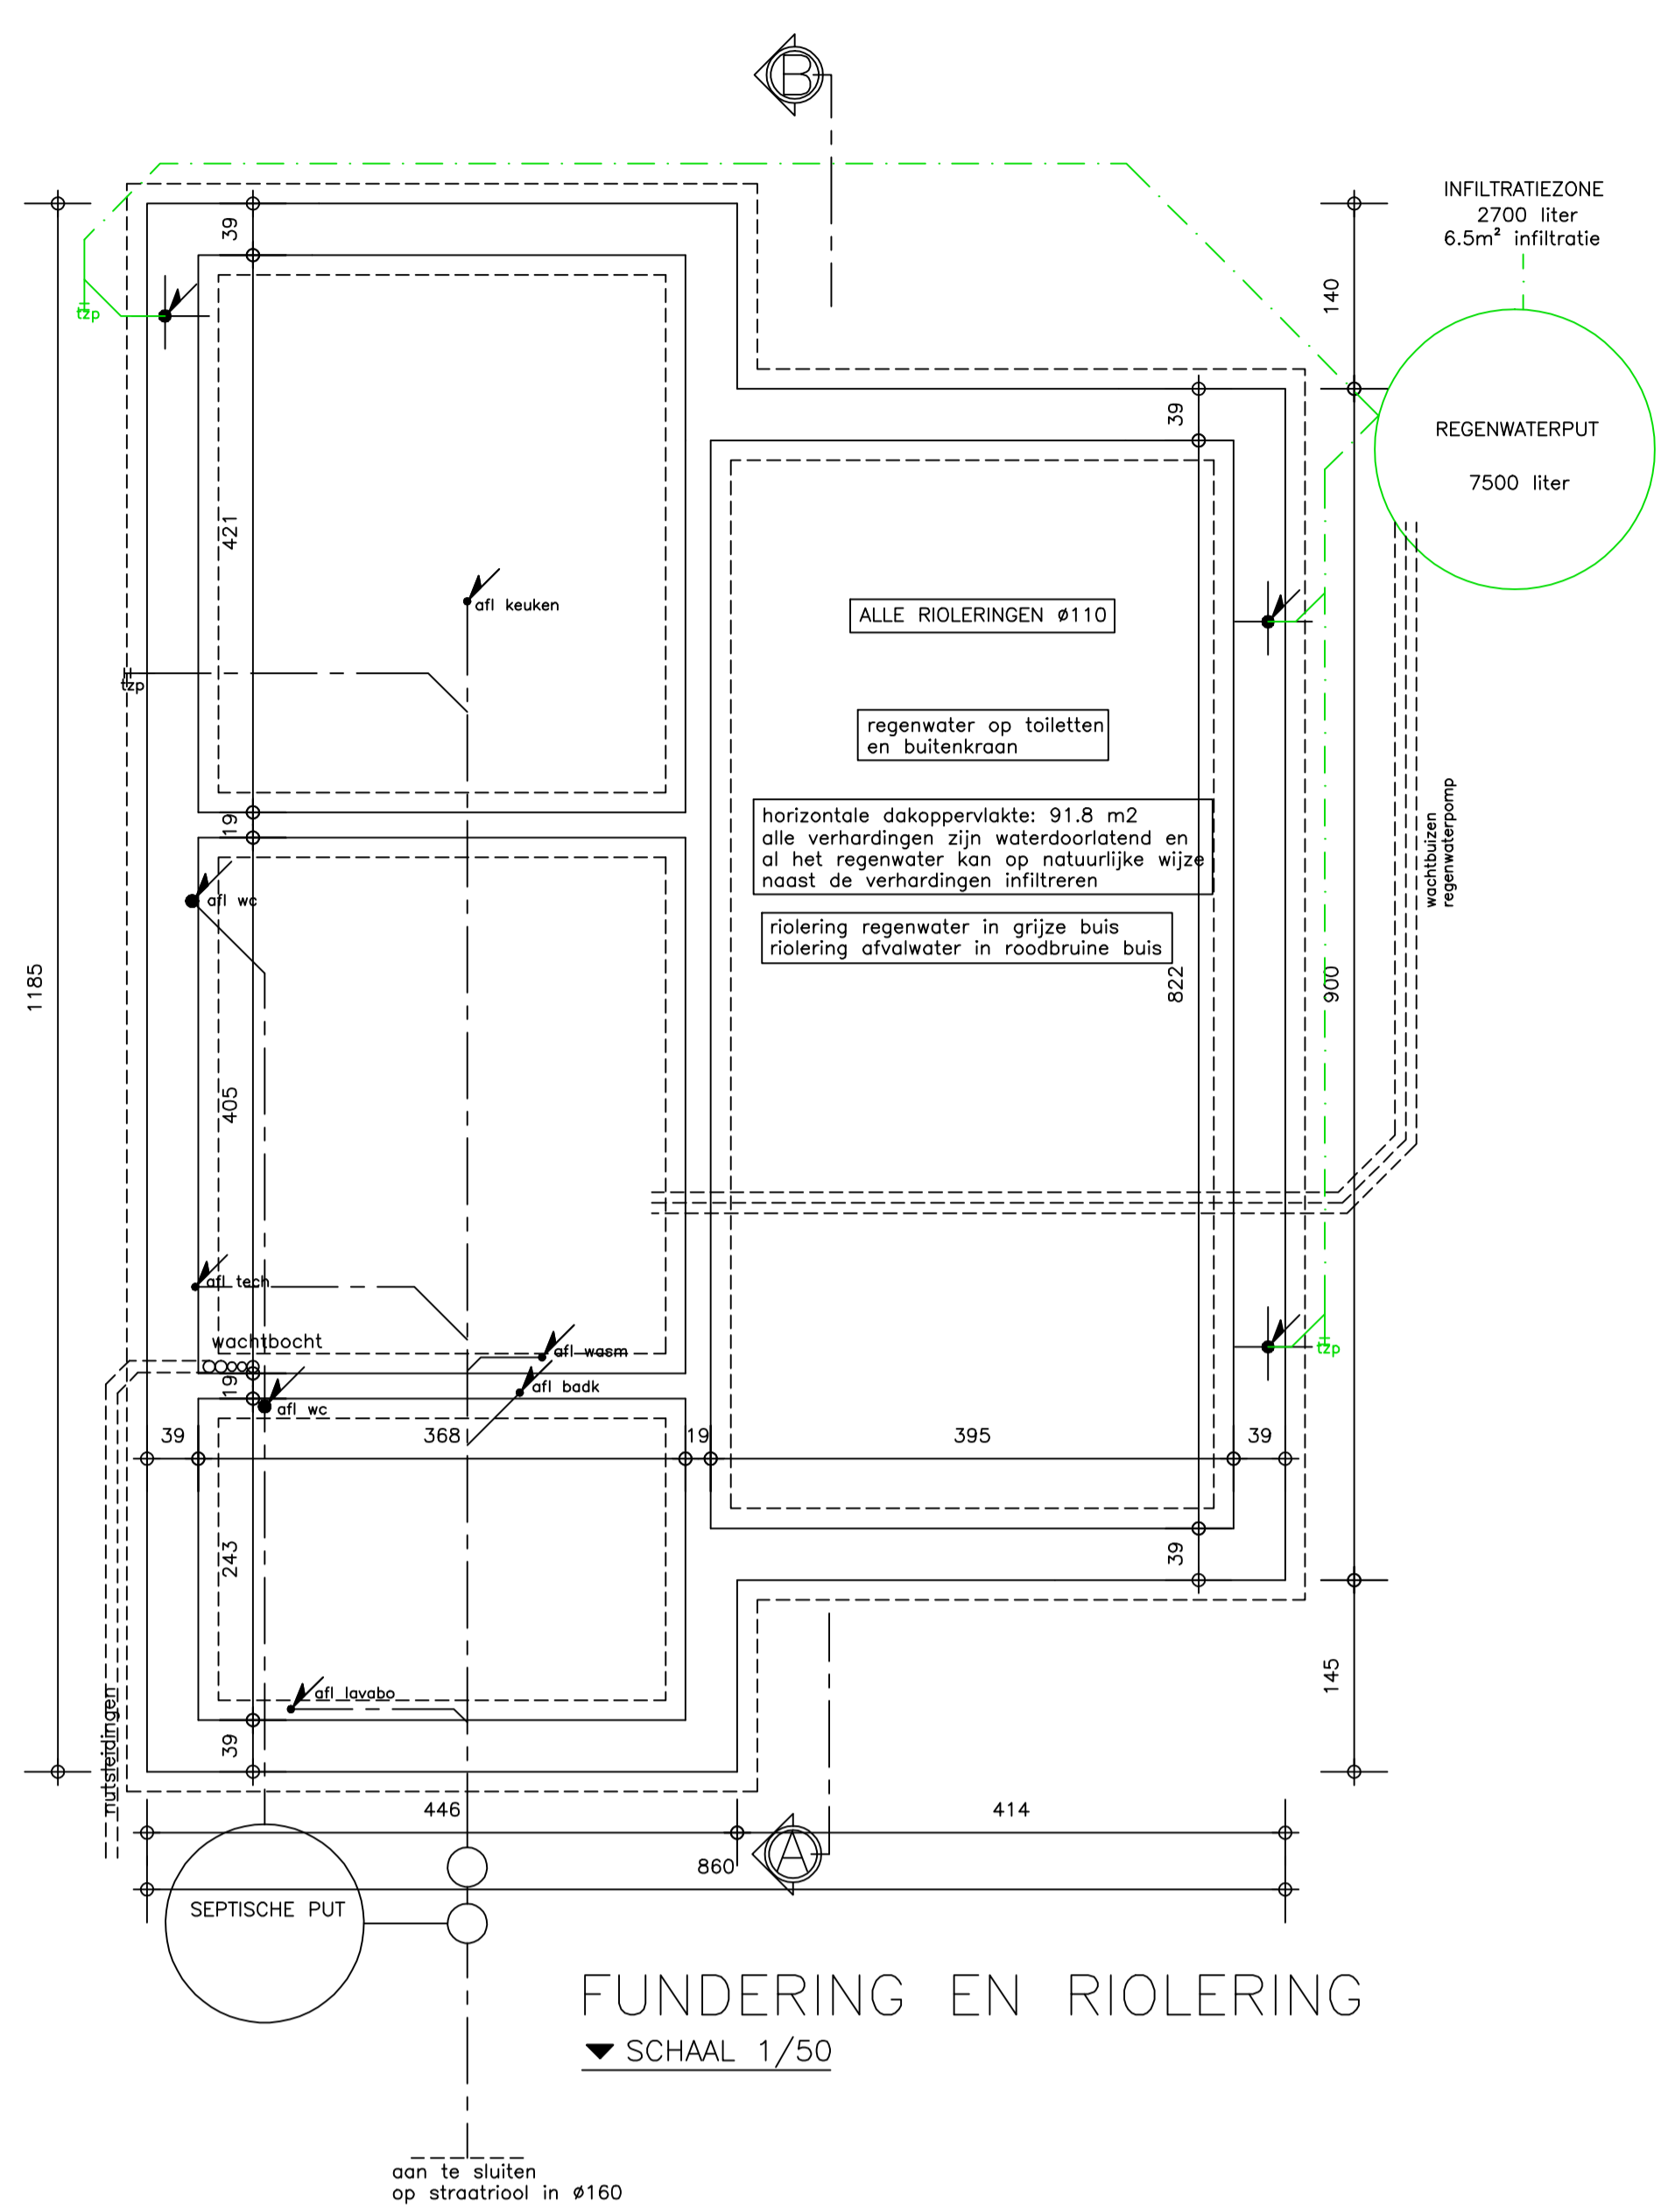 B
INFILTRATIEZONE
2700 liter
6.5m² infiltratie
39
140
tzp
REGENWATERPUT
7500 liter
39
421
afl keuken
ALLE RIOLERINGEN ø110
tzp
regenwater op toiletten
en buitenkraan
horizontale dakoppervlakte: 91.8 m2
alle verhardingen zijn waterdoorlatend en
al het regenwater kan op natuurlijke wijze
naast de verhardingen infiltreren
19
wachtbuizen
regenwaterpomp
afl wc
riolering regenwater in grijze buis
riolering afvalwater in roodbruine buis
1185
822
900
405
afl tech
wachtbocht
afl wasm
tzp
19
afl badk
afl wc
39
368
19
395
39
243
39
145
afl lavabo
39
nutsleidingen
446
414
A
860
SEPTISCHE PUT
FUNDERING EN RIOLERING
SCHAAL 1/50
aan te sluiten
op straatriool in ø160